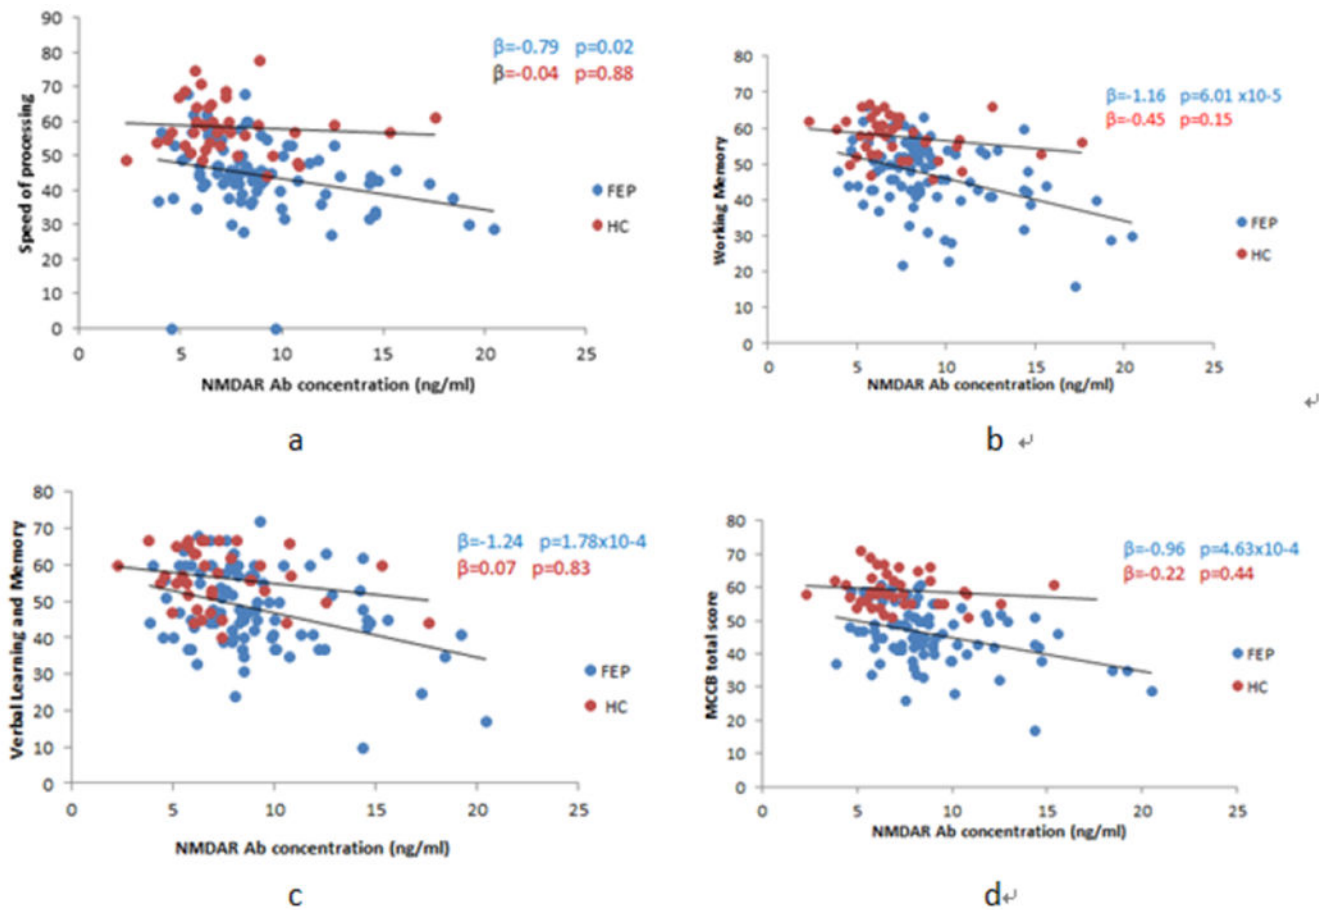 90
80
70
60
50
40
30
20
10
0
Speed of processing
β=-0.79 p=0.02
β=-0.04 p=0.88
FEP
HC
0 5 10 15 20 25
NMDAR Ab concentration (ng/ml)
a
80
70
60
50
40
30
20
10
0
Working Memory
β=-1.16 p=6.01 x10-5
β=-0.45 p=0.15
FEP
HC
0 5 10 15 20 25
NMDAR Ab concentration (ng/ml)
b
80
70
60
50
40
30
20
10
0
Verbal Learning and Memory
β=-1.24 p=1.78x10-4
β=0.07 p=0.83
FEP
HC
0 5 10 15 20 25
NMDAR Ab concentration (ng/ml)
c
80
70
60
50
40
30
20
10
0
MCCB total score
β=-0.96 p=4.63x10-4
β=-0.22 p=0.44
FEP
HC
0 5 10 15 20 25
NMDAR Ab concentration (ng/ml)
d